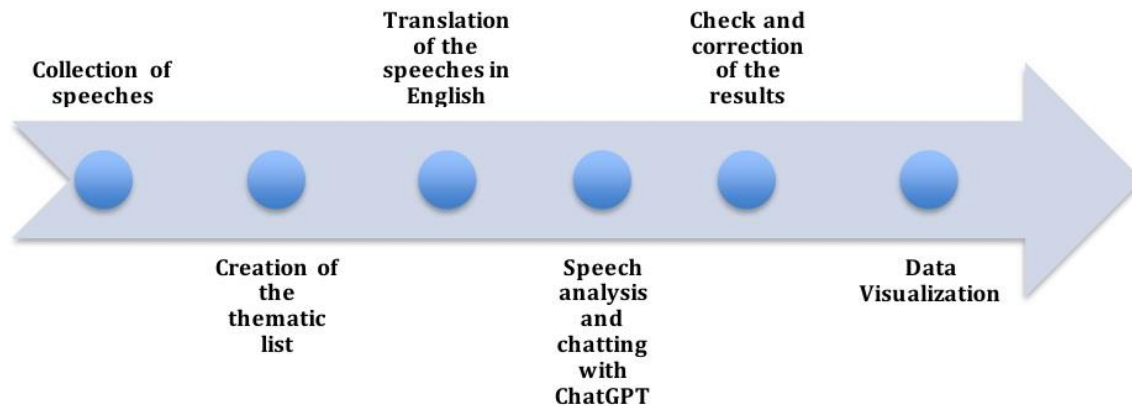 Collection of
speeches
Creation of
the
thematic
list
Translation
of the
speeches in
English
Speech
analysis
and
chatting
with
ChatGPT
Check and
correction
of the
results
Data
Visualization